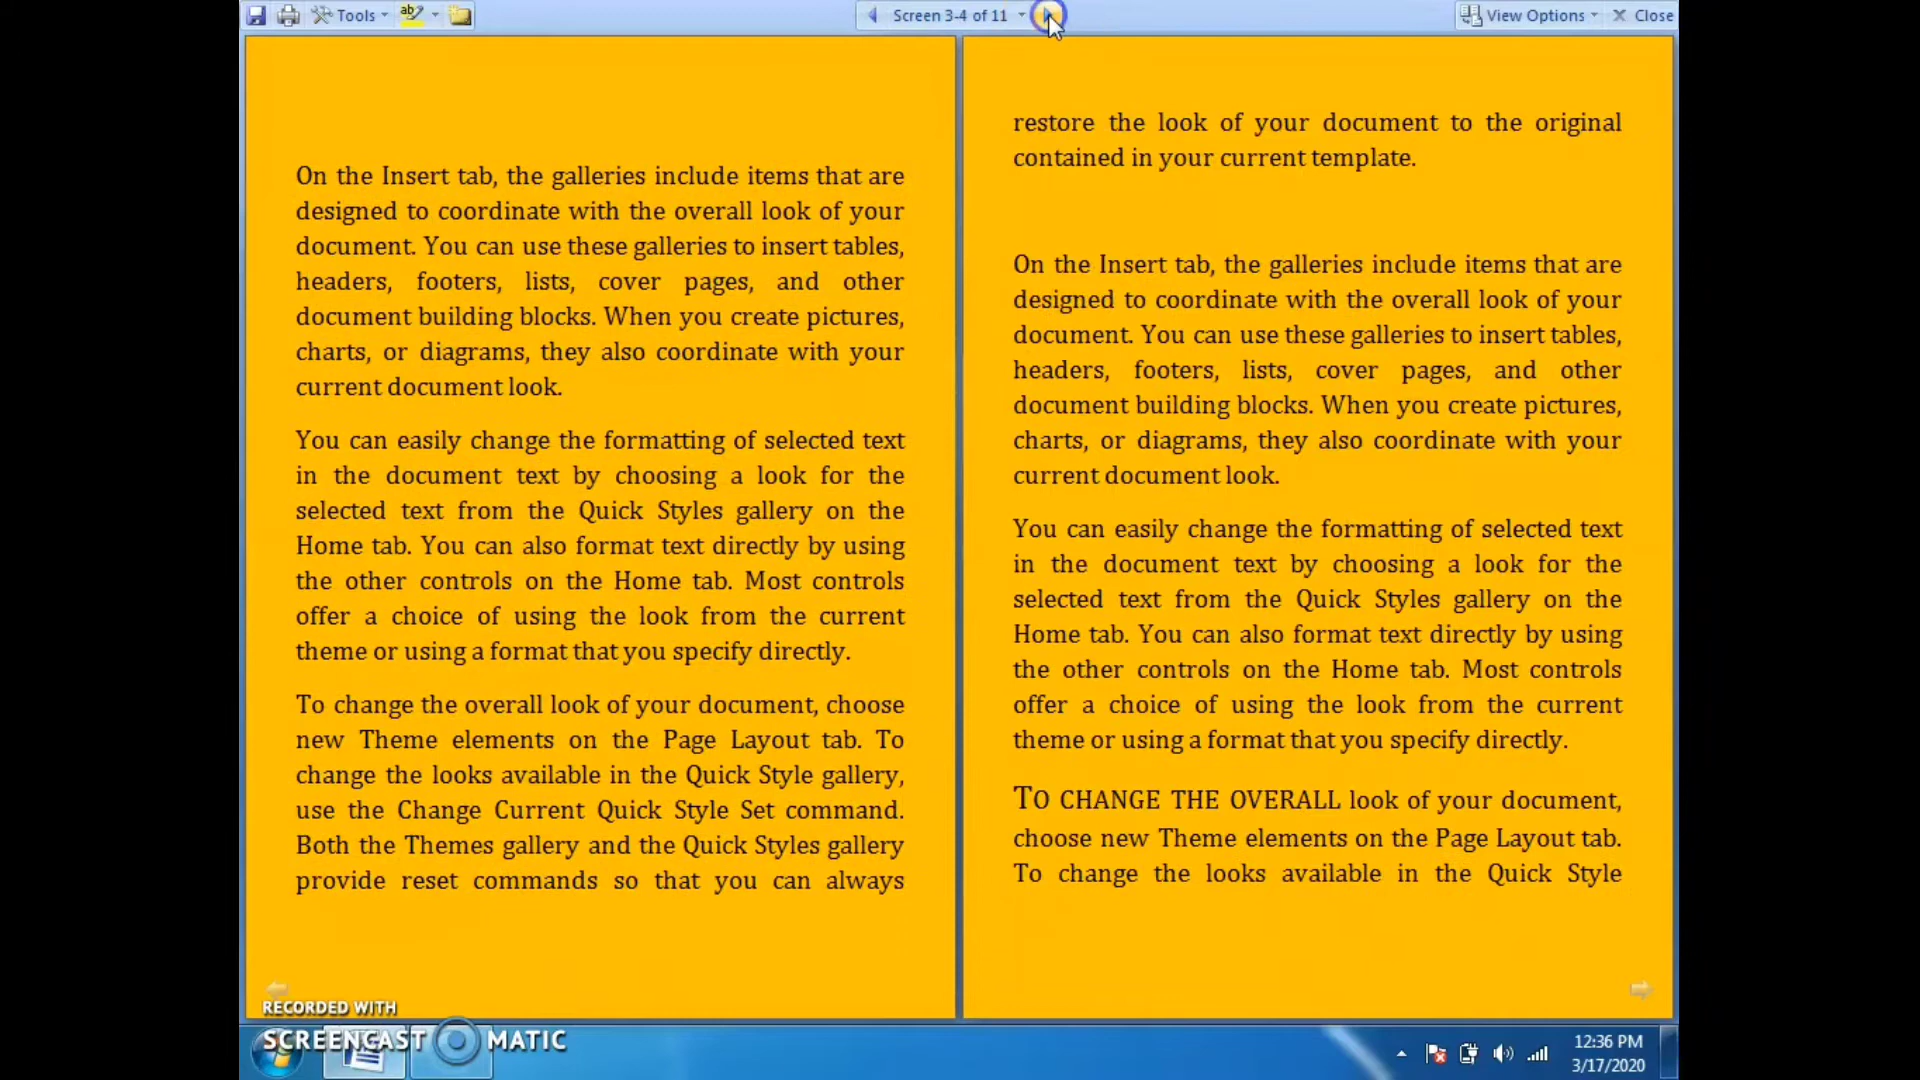 Tools
Screen 3-4 of 11
View Options
Close
On the Insert tab, the galleries include items that are
designed to coordinate with the overall look of your
document. You can use these galleries to insert tables,
headers, footers, lists, cover pages, and other
document building blocks. When you create pictures,
charts, or diagrams, they also coordinate with your
current document look.
You can easily change the formatting of selected text
in the document text by choosing a look for the
selected text from the Quick Styles gallery on the
Home tab. You can also format text directly by using
the other controls on the Home tab. Most controls
offer a choice of using the look from the current
theme or using a format that you specify directly.
To change the overall look of your document, choose
new Theme elements on the Page Layout tab. To
change the looks available in the Quick Style gallery,
use the Change Current Quick Style Set command.
Both the Themes gallery and the Quick Styles gallery
provide reset commands so that you can always
restore the look of your document to the original
contained in your current template.
On the Insert tab, the galleries include items that are
designed to coordinate with the overall look of your
document. You can use these galleries to insert tables,
headers, footers, lists, cover pages, and other
document building blocks. When you create pictures,
charts, or diagrams, they also coordinate with your
current document look.
You can easily change the formatting of selected text
in the document text by choosing a look for the
selected text from the Quick Styles gallery on the
Home tab. You can also format text directly by using
the other controls on the Home tab. Most controls
offer a choice of using the look from the current
theme or using a format that you specify directly.
TO CHANGE THE OVERALL look of your document,
choose new Theme elements on the Page Layout tab.
To change the looks available in the Quick Style
RECORDED WITH
SCREENCAST MATIC
12:36 PM
3/17/2020